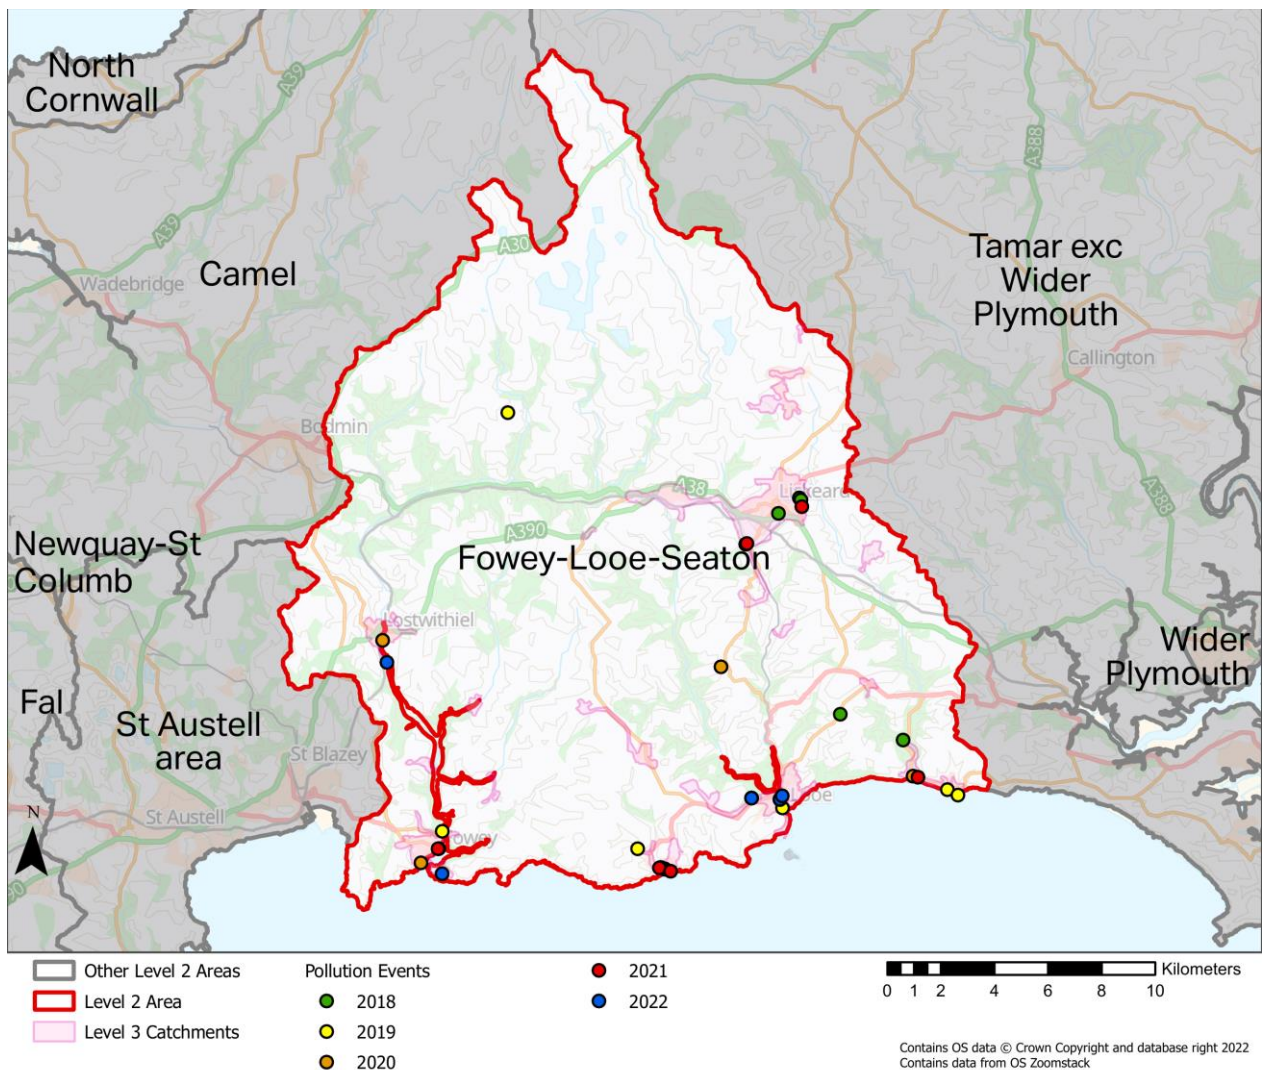 North
Cornwall
A39
A388
A39
A30
Camel
Wadebridge
Tamar exc
Wider
Plymouth
Callington
Bodmin
A38
Liskeard
A388
A390
Newquay-St
Columb
Fowey-Looe-Seaton
Lostwithiel
Wider
Plymouth
Fal
St Austell
area
St Blazey
St Austell
N
Other Level 2 Areas
Level 2 Area
Level 3 Catchments
Pollution Events
2018
2019
2020
2021
2022
Kilometers
0 1 2 4 6 8 10
Contains OS data © Crown Copyright and database right 2022
Contains data from OS Zoomstack